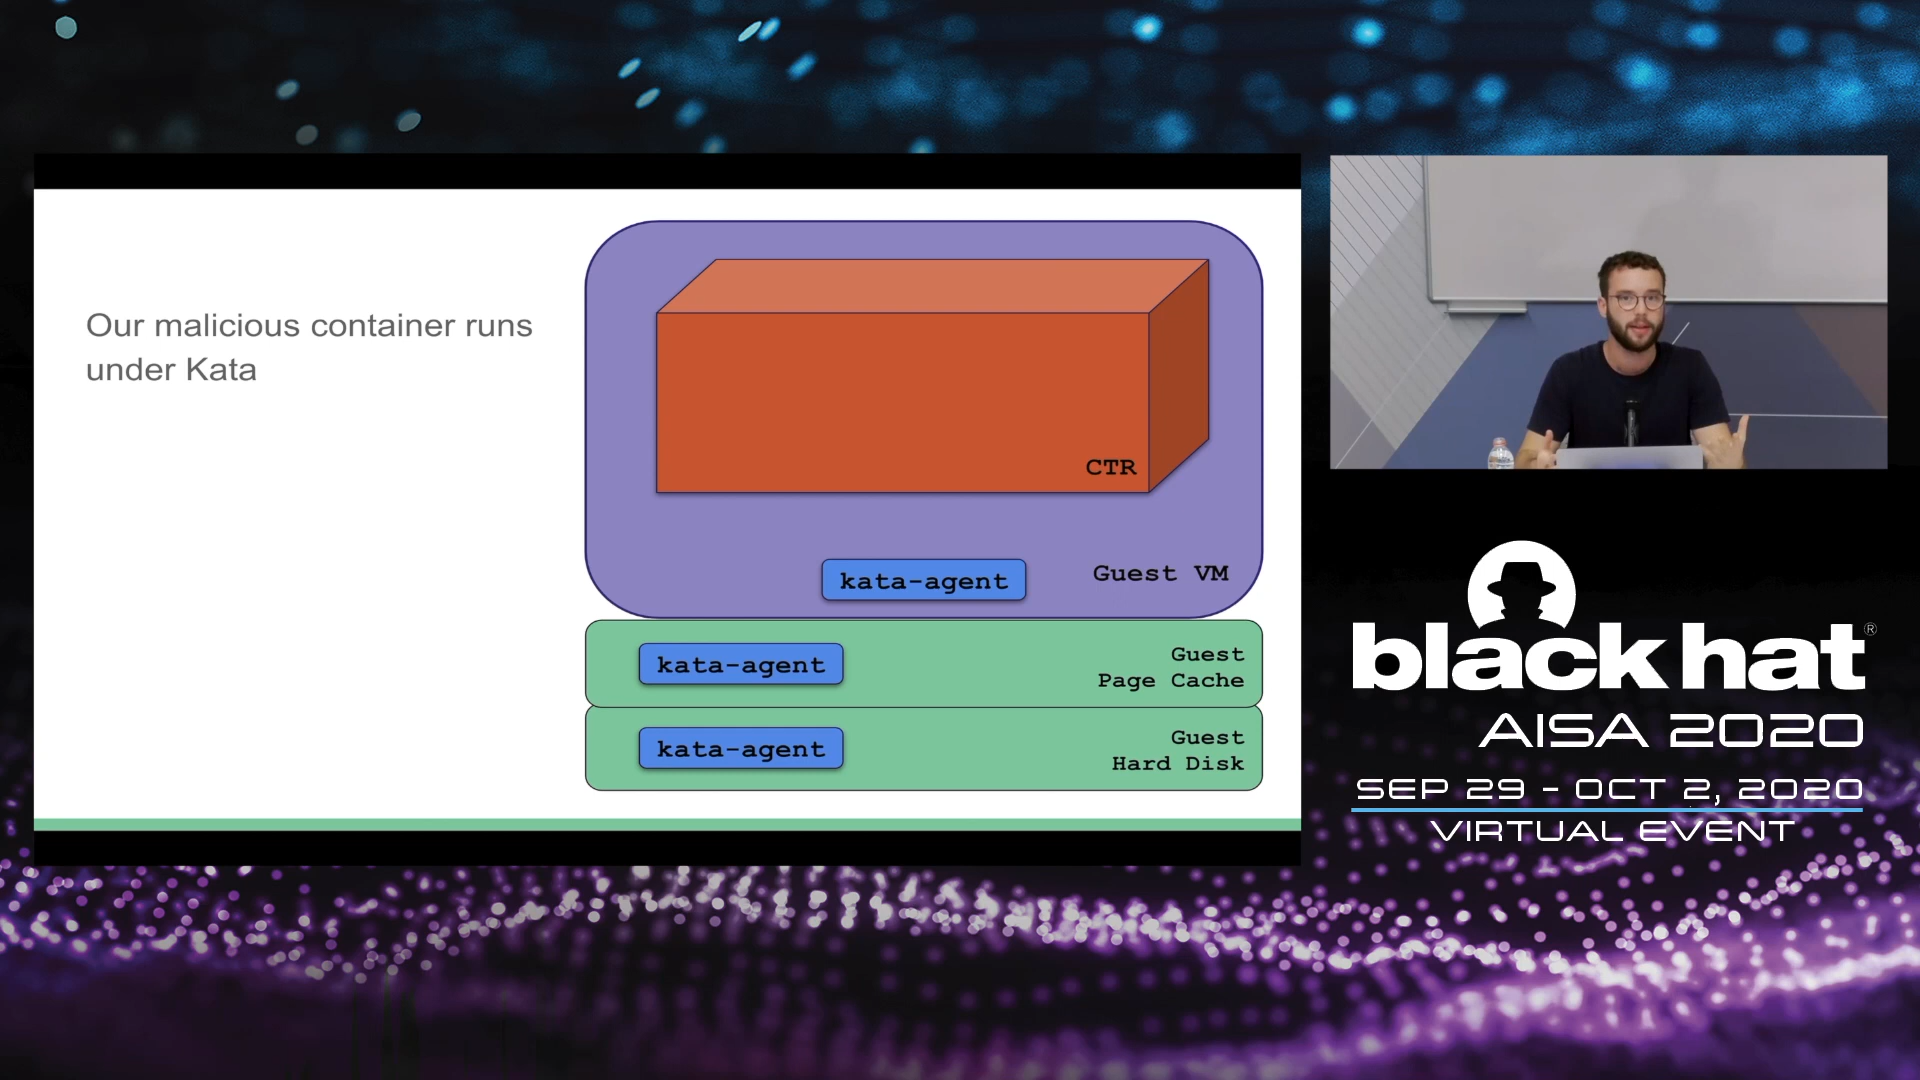 Our malicious container runs
under Kata
CTR
kata-agent
Guest VM
kata-agent
Guest
Page Cache
kata-agent
Guest
Hard Disk
black hat®
AISA 2020
SEP 29 - OCT 2, 2020
VIRTUAL EVENT